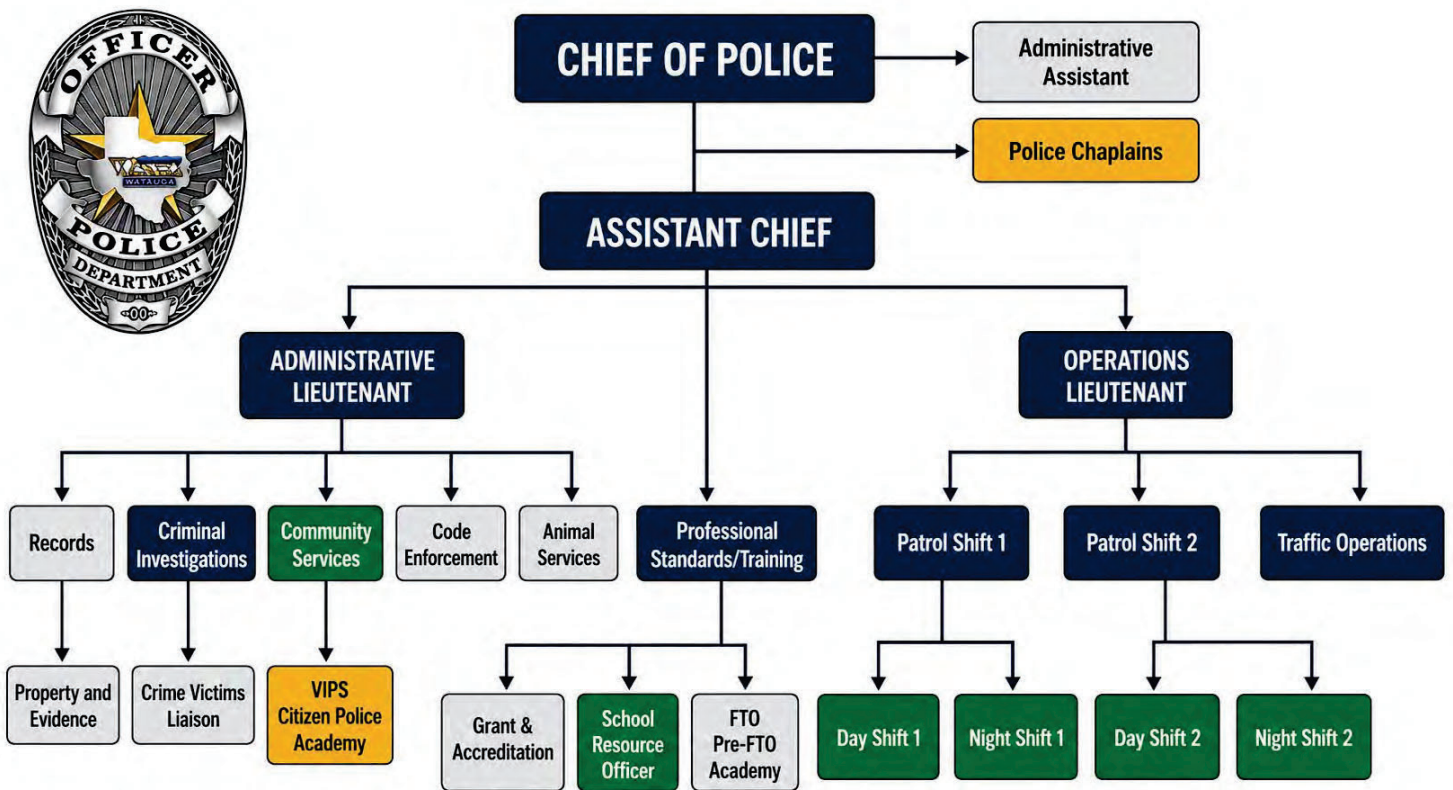 OFFICER
WATAUGA
POLICE
DEPARTMENT
CHIEF OF POLICE
Administrative
Assistant
Police Chaplains
ASSISTANT CHIEF
ADMINISTRATIVE
LIEUTENANT
OPERATIONS
LIEUTENANT
Records
Criminal
Investigations
Community
Services
Code
Enforcement
Animal
Services
Professional
Standards/Training
Patrol Shift 1
Patrol Shift 2
Traffic Operations
Property and
Evidence
Crime Victims
Liaison
VIPS
Citizen Police
Academy
Grant &
Accreditation
School
Resource
Officer
FTO
Pre-FTO
Academy
Day Shift 1
Night Shift 1
Day Shift 2
Night Shift 2